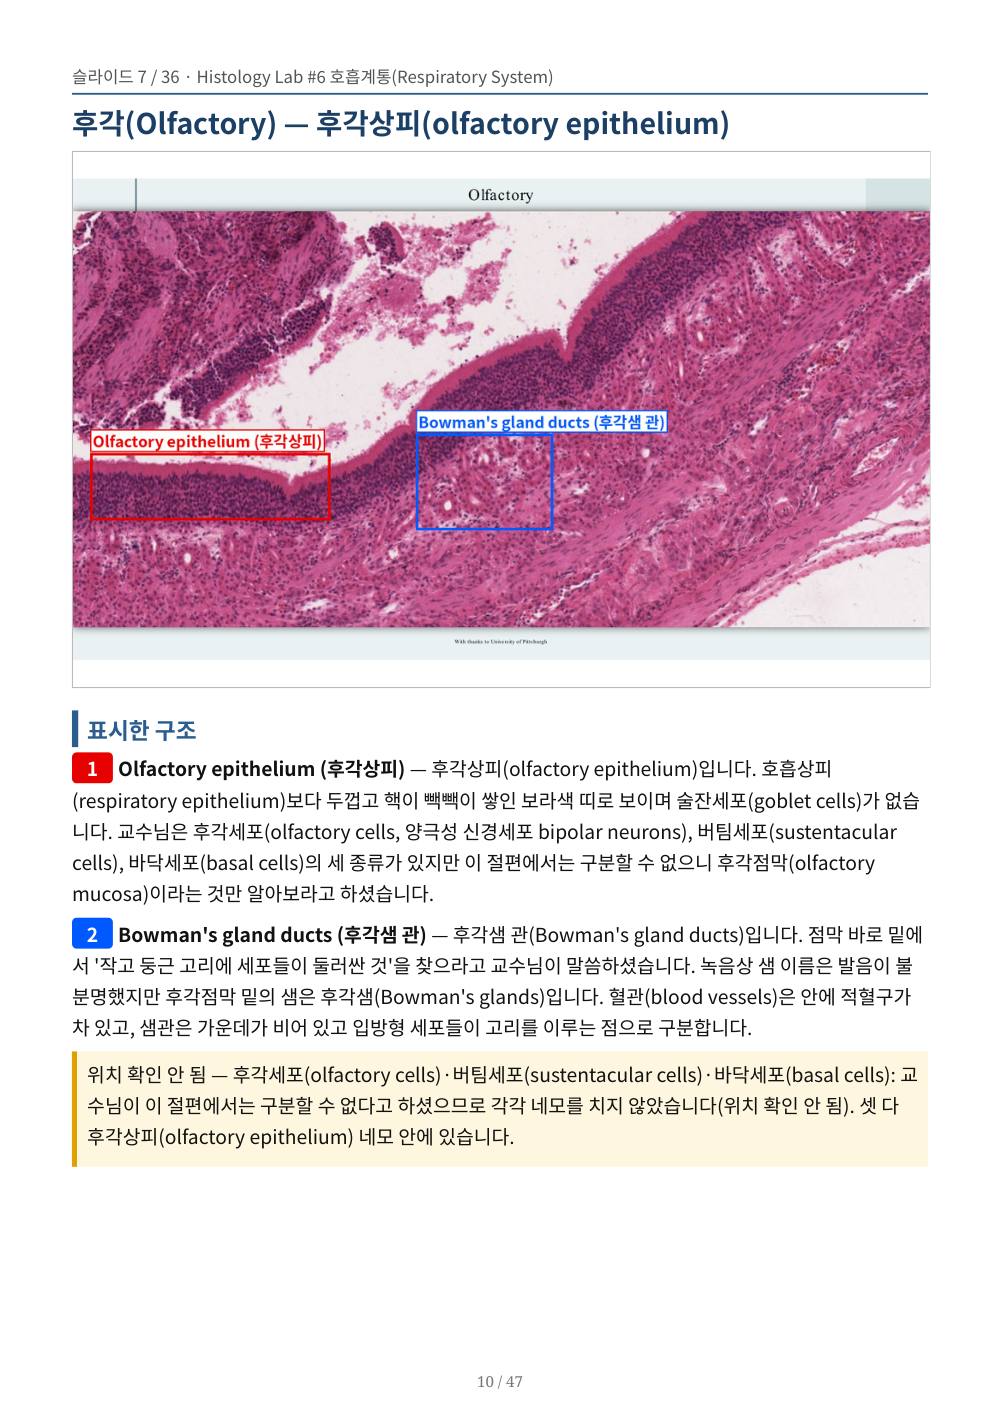 슬라이드 7 / 36 · Histology Lab #6 호흡계통(Respiratory System)
후각(Olfactory) — 후각상피(olfactory epithelium)
Olfactory
Bowman's gland ducts (후각샘 관)
Olfactory epithelium (후각상피)
With thanks to University of Pittsburgh
표시한 구조
1 Olfactory epithelium (후각상피) — 후각상피(olfactory epithelium)입니다. 호흡상피
(respiratory epithelium)보다 두껍고 핵이 빽빽이 쌓인 보라색 띠로 보이며 술잔세포(goblet cells)가 없습
니다. 교수님은 후각세포(olfactory cells, 양극성 신경세포 bipolar neurons), 버팀세포(sustentacular
cells), 바닥세포(basal cells)의 세 종류가 있지만 이 절편에서는 구분할 수 없으니 후각점막(olfactory
mucosa)이라는 것만 알아보라고 하셨습니다.
2 Bowman's gland ducts (후각샘 관) — 후각샘 관(Bowman's gland ducts)입니다. 점막 바로 밑에
서 '작고 둥근 고리에 세포들이 둘러싼 것'을 찾으라고 교수님이 말씀하셨습니다. 녹음상 샘 이름은 발음이 불
분명했지만 후각점막 밑의 샘은 후각샘(Bowman's glands)입니다. 혈관(blood vessels)은 안에 적혈구가
차 있고, 샘관은 가운데가 비어 있고 입방형 세포들이 고리를 이루는 점으로 구분합니다.
위치 확인 안 됨 — 후각세포(olfactory cells)·버팀세포(sustentacular cells)·바닥세포(basal cells): 교
수님이 이 절편에서는 구분할 수 없다고 하셨으므로 각각 네모를 치지 않았습니다(위치 확인 안 됨). 셋 다
후각상피(olfactory epithelium) 네모 안에 있습니다.
10 / 47